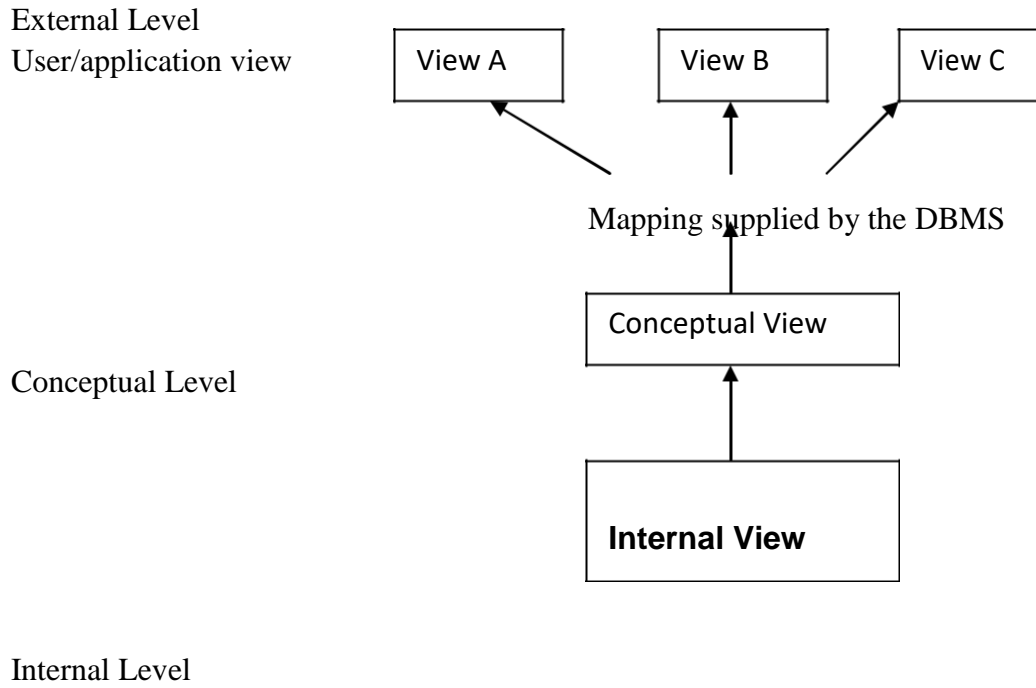 External Level
User/application view
View A
View B
View C
Mapping supplied by the DBMS
Conceptual View
Conceptual Level
Internal View
Internal Level